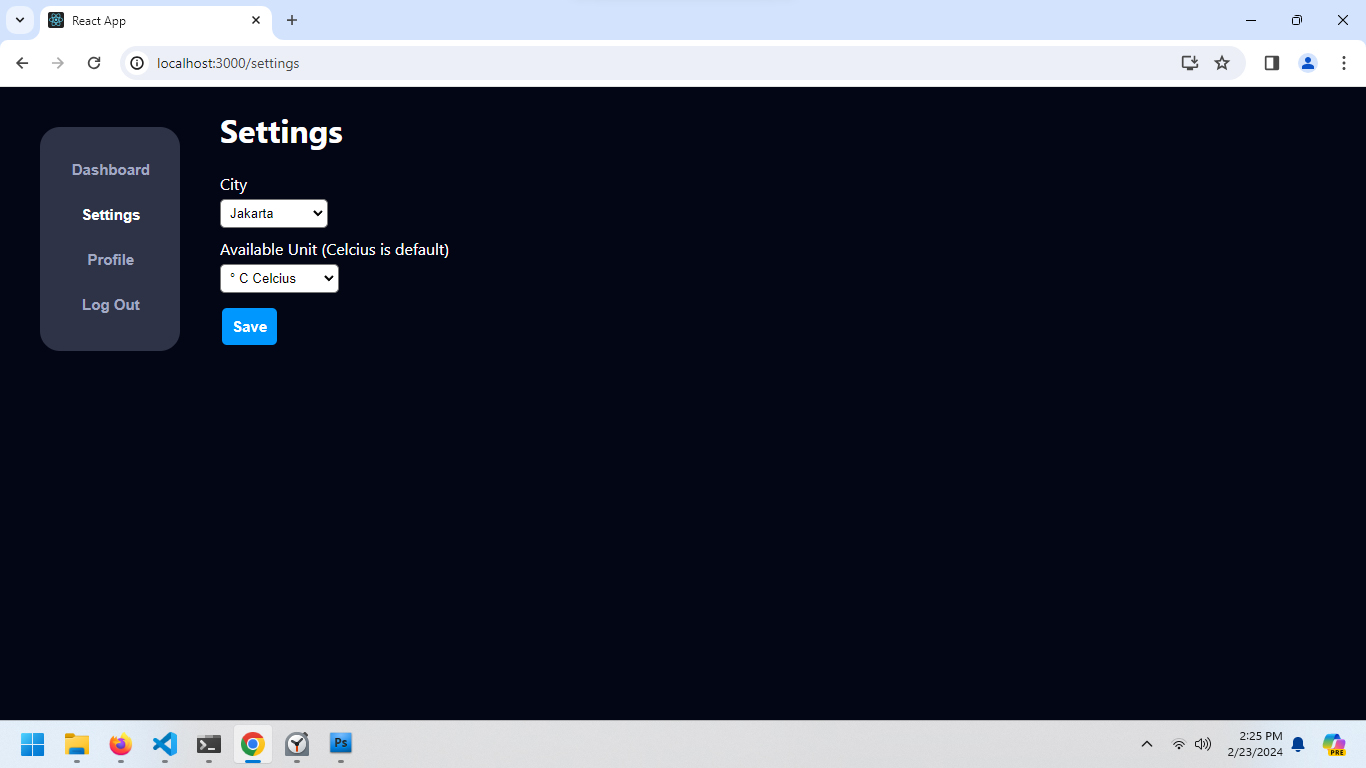 React App
localhost:3000/settings
Settings
Dashboard
Settings
Profile
Log Out
City
Jakarta
Available Unit (Celcius is default)
° C Celcius
Save
Ps
2:25 PM
2/23/2024
PRE